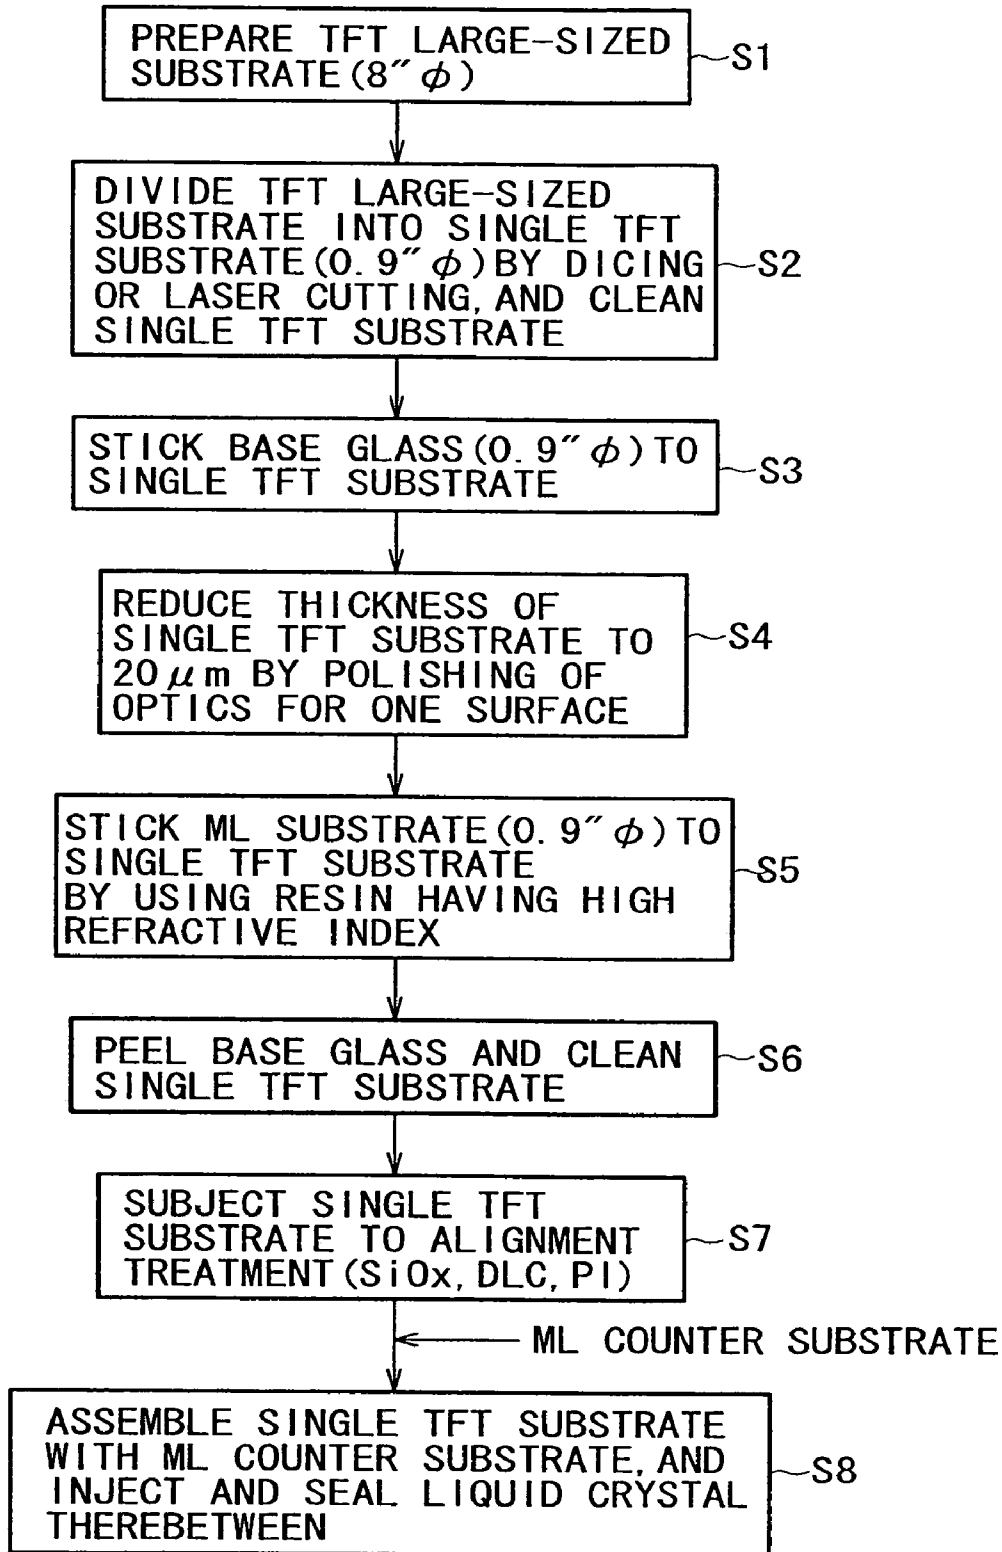 PREPARE TFT LARGE-SIZED
SUBSTRATE(8″φ)
S1
DIVIDE TFT LARGE-SIZED
SUBSTRATE INTO SINGLE TFT
SUBSTRATE(0.9″φ)BY DICING
OR LASER CUTTING, AND CLEAN
SINGLE TFT SUBSTRATE
S2
STICK BASE GLASS(0.9″φ)TO
SINGLE TFT SUBSTRATE
S3
REDUCE THICKNESS OF
SINGLE TFT SUBSTRATE TO
20μm BY POLISHING OF
OPTICS FOR ONE SURFACE
S4
STICK ML SUBSTRATE(0.9″φ)TO
SINGLE TFT SUBSTRATE
BY USING RESIN HAVING HIGH
REFRACTIVE INDEX
S5
PEEL BASE GLASS AND CLEAN
SINGLE TFT SUBSTRATE
S6
SUBJECT SINGLE TFT
SUBSTRATE TO ALIGNMENT
TREATMENT(SiOx, DLC, PI)
S7
ML COUNTER SUBSTRATE
ASSEMBLE SINGLE TFT SUBSTRATE
WITH ML COUNTER SUBSTRATE, AND
INJECT AND SEAL LIQUID CRYSTAL
THEREBETWEEN
S8